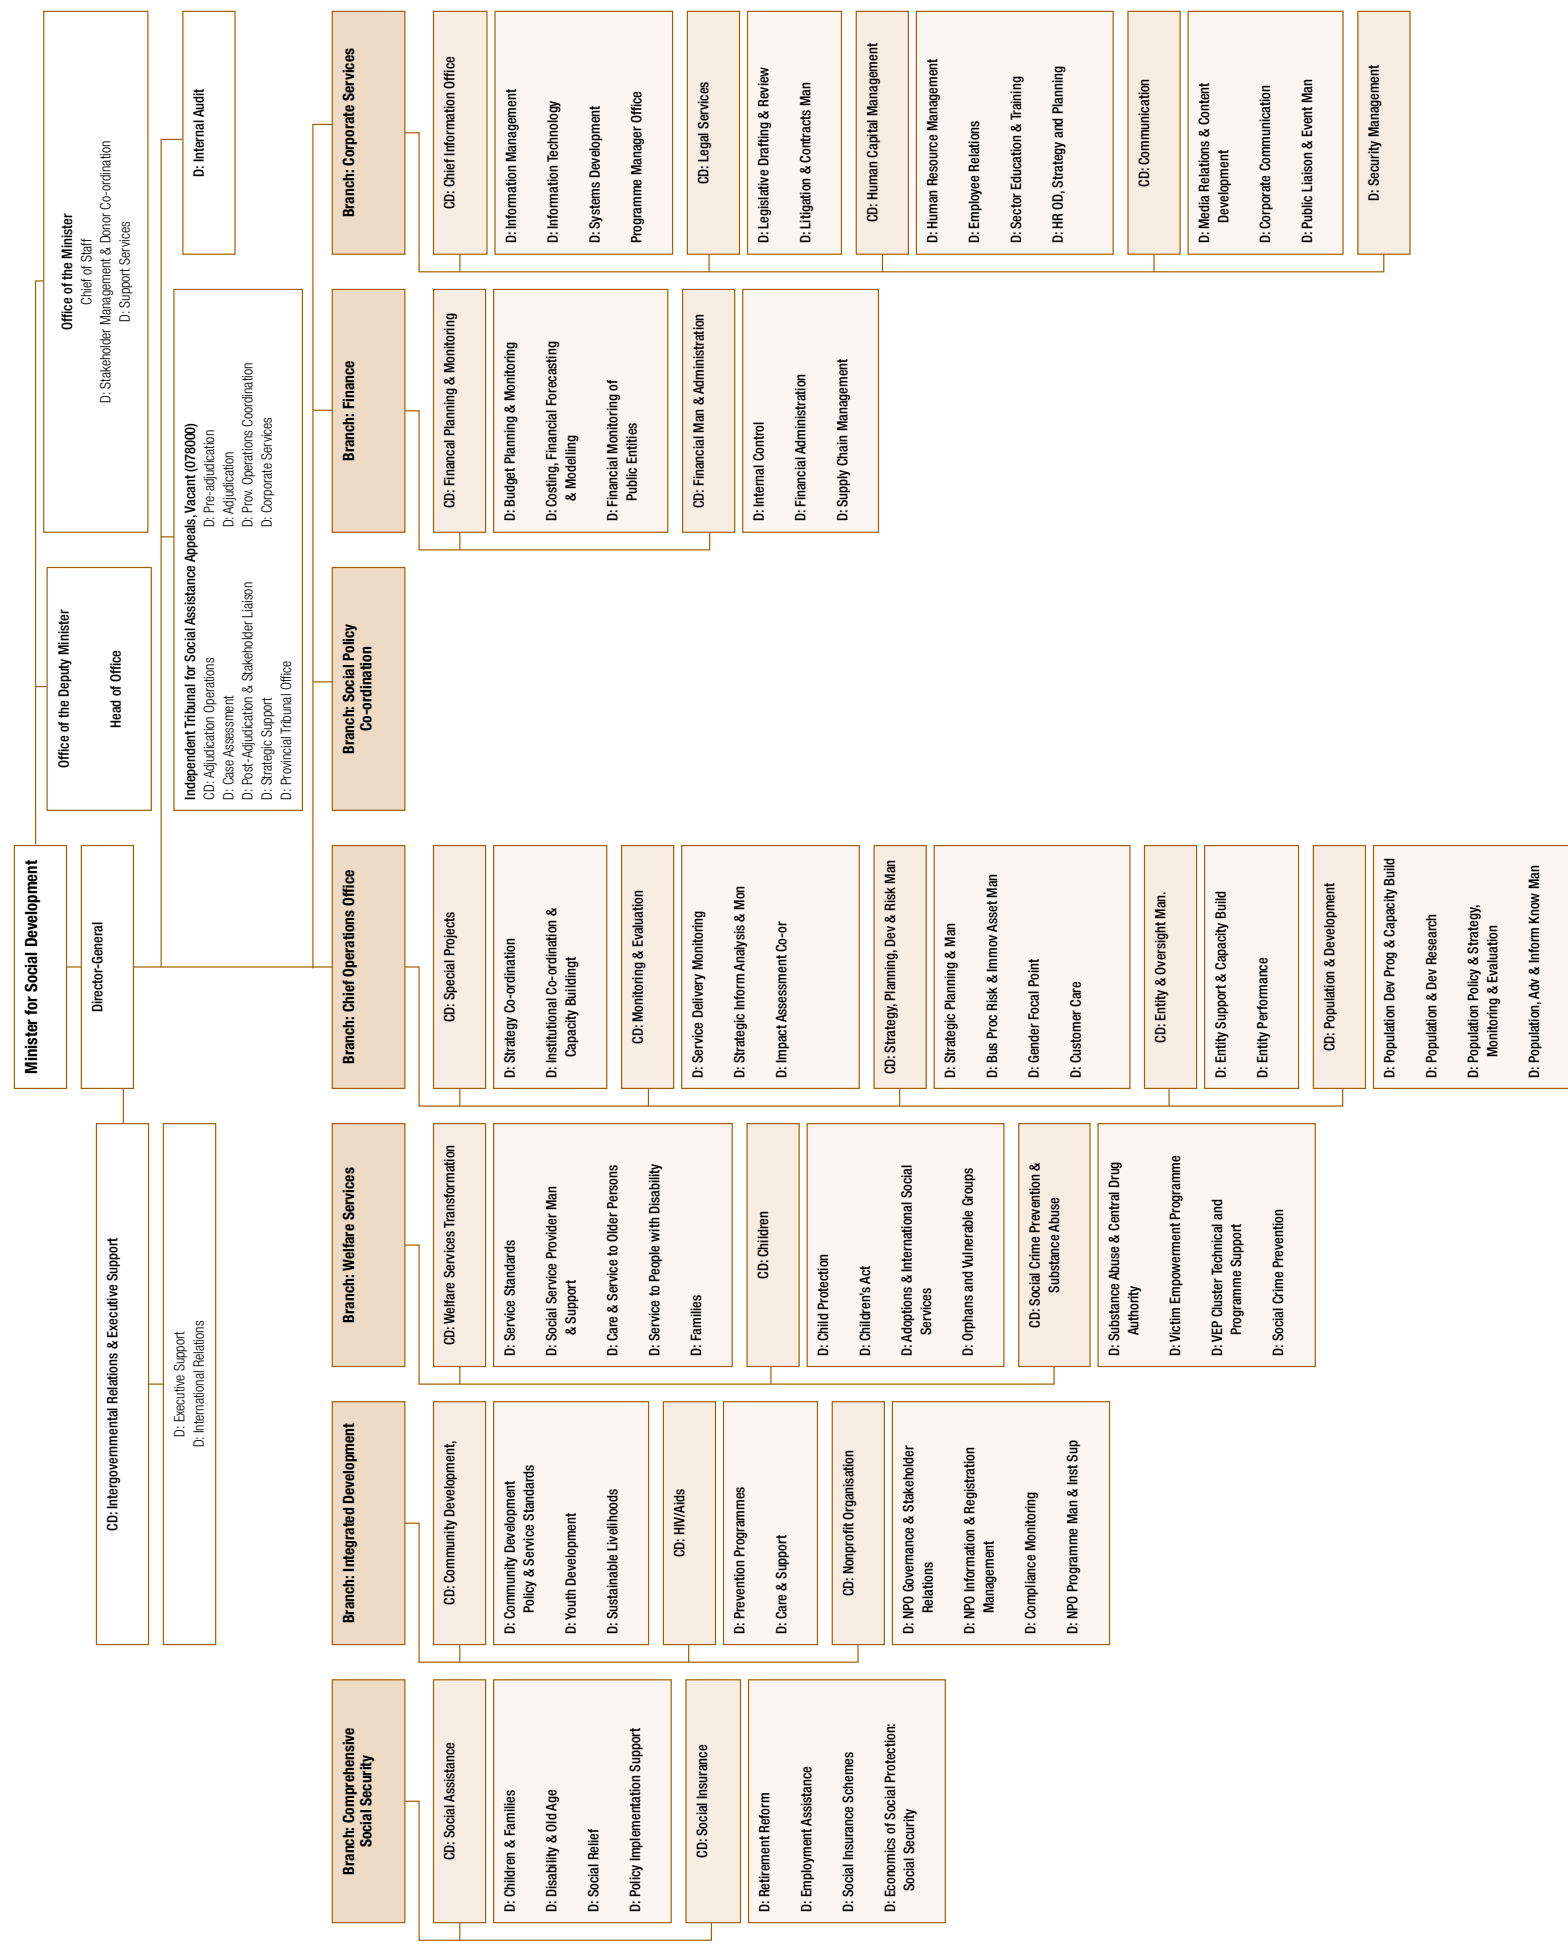 Minister for Social Development
Director-General
Office of the Deputy Minister
Head of Office
Office of the Minister
Chief of Staff
D: Stakeholder Management & Donor Co-ordination
D: Support Services
CD: Intergovernmental Relations & Executive Support
D: Executive Support
D: International Relations
Independent Tribunal for Social Assistance Appeals, Vacant (078000)
CD: Adjudication Operations
D: Case Assessment
D: Post-Adjudication & Stakeholder Liaison
D: Strategic Support
D: Provincial Tribunal Office
D: Pre-adjudication
D: Adjudication
D: Prov. Operations Coordination
D: Corporate Services
D: Internal Audit
Branch: Comprehensive
Social Security
CD: Social Assistance
D: Children & Families
D: Disability & Old Age
D: Social Relief
D: Policy Implementation Support
CD: Social Insurance
D: Retirement Reform
D: Employment Assistance
D: Social Insurance Schemes
D: Economics of Social Protection:
Social Security
Branch: Integrated Development
CD: Community Development,
D: Community Development
Policy & Service Standards
D: Youth Development
D: Sustainable Livelihoods
CD: HIV/Aids
D: Prevention Programmes
D: Care & Support
CD: Nonprofit Organisation
D: NPO Governance & Stakeholder
Relations
D: NPO Information & Registration
Management
D: Compliance Monitoring
D: NPO Programme Man & Inst Sup
Branch: Welfare Services
CD: Welfare Services Transformation
D: Service Standards
D: Social Service Provider Man
& Support
D: Care & Service to Older Persons
D: Service to People with Disability
D: Families
CD: Children
D: Child Protection
D: Children's Act
D: Adoptions & International Social
Services
D: Orphans and Vulnerable Groups
CD: Social Crime Prevention &
Substance Abuse
D: Substance Abuse & Central Drug
Authority
D: Victim Empowerment Programme
D: VEP Cluster Technical and
Programme Support
D: Social Crime Prevention
Branch: Chief Operations Office
CD: Special Projects
D: Strategy Co-ordination
D: Institutional Co-ordination &
Capacity Buildingt
CD: Monitoring & Evaluation
D: Service Delivery Monitoring
D: Strategic Inform Analysis & Mon
D: Impact Assessment Co-or
CD: Strategy, Planning, Dev & Risk Man
D: Strategic Planning & Man
D: Bus Proc Risk & Immov Asset Man
D: Gender Focal Point
D: Customer Care
CD: Entity & Oversight Man.
D: Entity Support & Capacity Build
D: Entity Performance
CD: Population & Development
D: Population Dev Prog & Capacity Build
D: Population & Dev Research
D: Population Policy & Strategy,
Monitoring & Evaluation
D: Population, Adv & Inform Know Man
Branch: Social Policy
Co-ordination
Branch: Finance
CD: Financal Planning & Monitoring
D: Budget Planning & Monitoring
D: Costing, Financial Forecasting
& Modelling
D: Financial Monitoring of
Public Entities
CD: Financial Man & Administration
D: Internal Control
D: Financial Administration
D: Supply Chain Management
Branch: Corporate Services
CD: Chief Information Office
D: Information Management
D: Information Technology
D: Systems Development
Programme Manager Office
CD: Legal Services
D: Legislative Drafting & Review
D: Litigation & Contracts Man
CD: Human Capital Management
D: Human Resource Management
D: Employee Relations
D: Sector Education & Training
D: HR OD, Strategy and Planning
CD: Communication
D: Media Relations & Content
Development
D: Corporate Communication
D: Public Liaison & Event Man
D: Security Management